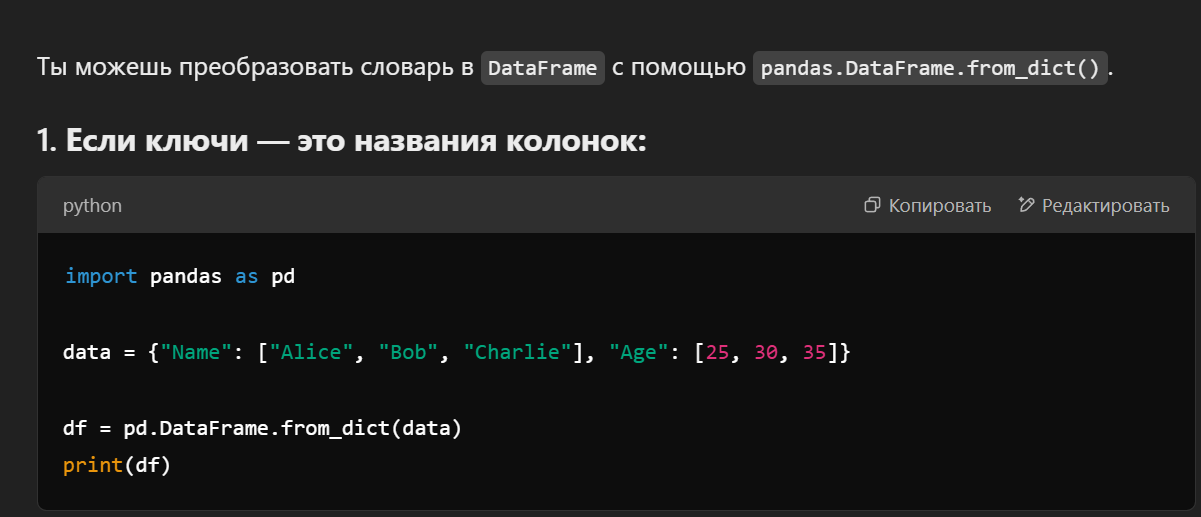 Ты можешь преобразовать словарь в DataFrame с помощью pandas.DataFrame.from_dict().
1. Если ключи — это названия колонок:
python
Копировать
Редактировать
import pandas as pd
data = {"Name": ["Alice", "Bob", "Charlie"], "Age": [25, 30, 35]}
df = pd.DataFrame.from_dict(data)
print(df)